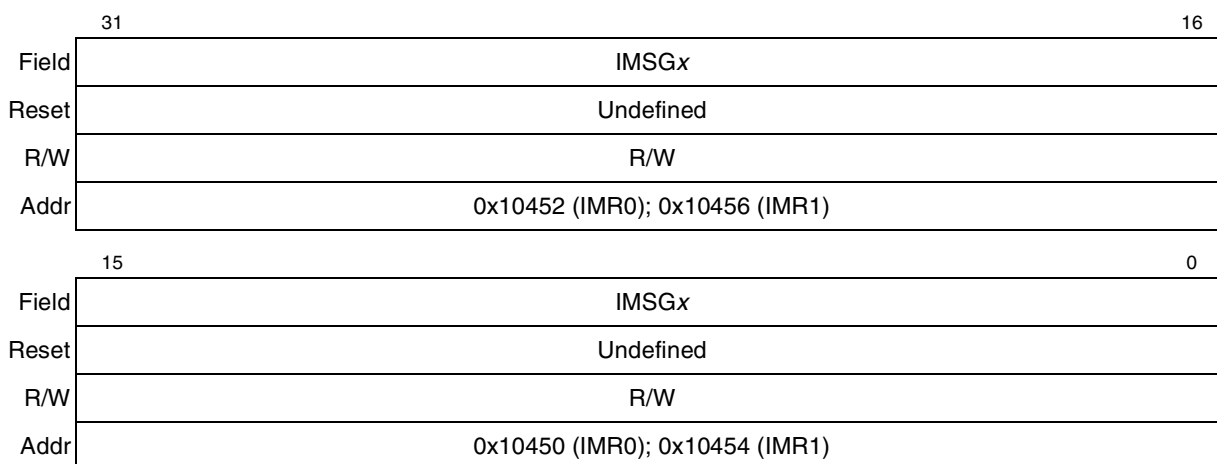 31 16
Field IMSGx
Reset Undefined
R/W R/W
Addr 0x10452 (IMR0); 0x10456 (IMR1)
15 0
Field IMSGx
Reset Undefined
R/W R/W
Addr 0x10450 (IMR0); 0x10454 (IMR1)